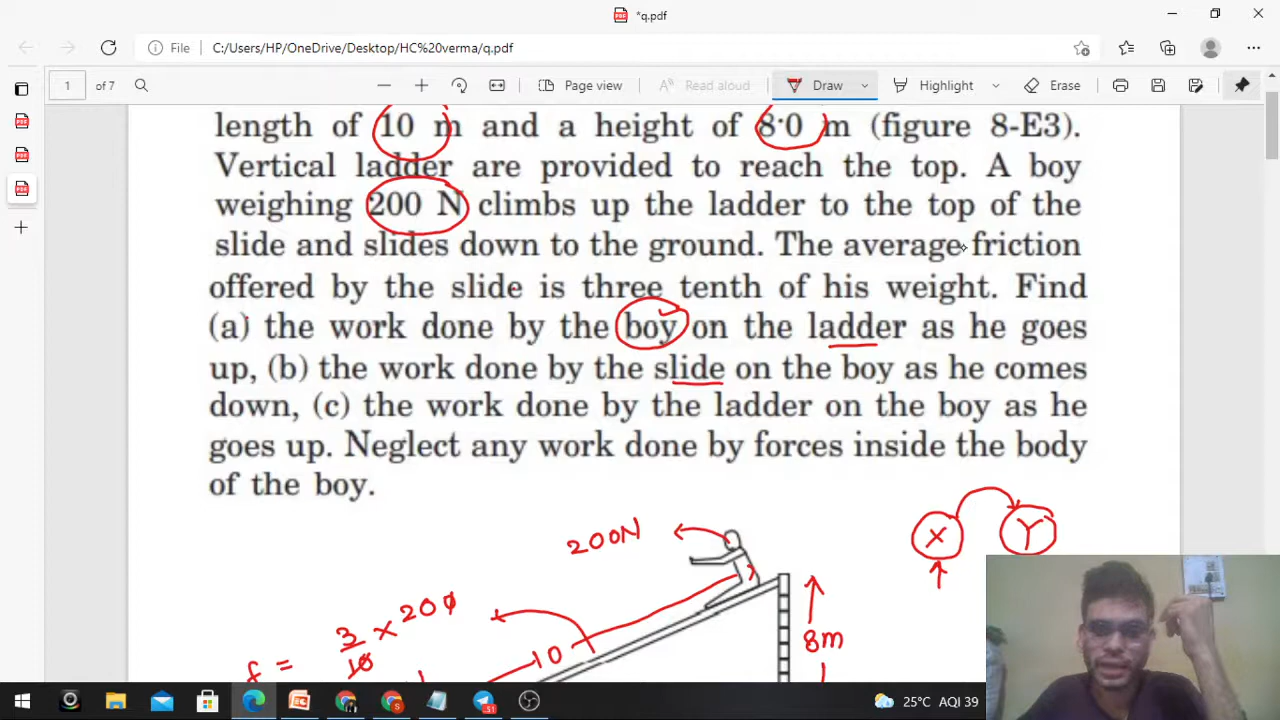 *q.pdf
File C:/Users/HP/OneDrive/Desktop/HC%20verma/q.pdf
1 of 7 Page view Read aloud Draw Highlight Erase
length of 10 m and a height of 8·0 m (figure 8-E3).
Vertical ladder are provided to reach the top. A boy
weighing 200 N climbs up the ladder to the top of the
slide and slides down to the ground. The average friction
offered by the slide is three tenth of his weight. Find
(a) the work done by the boy on the ladder as he goes
up, (b) the work done by the slide on the boy as he comes
down, (c) the work done by the ladder on the boy as he
goes up. Neglect any work done by forces inside the body
of the boy.
200N
X Y
f = 3/10 × 200
10
8m
25°C AQI 39